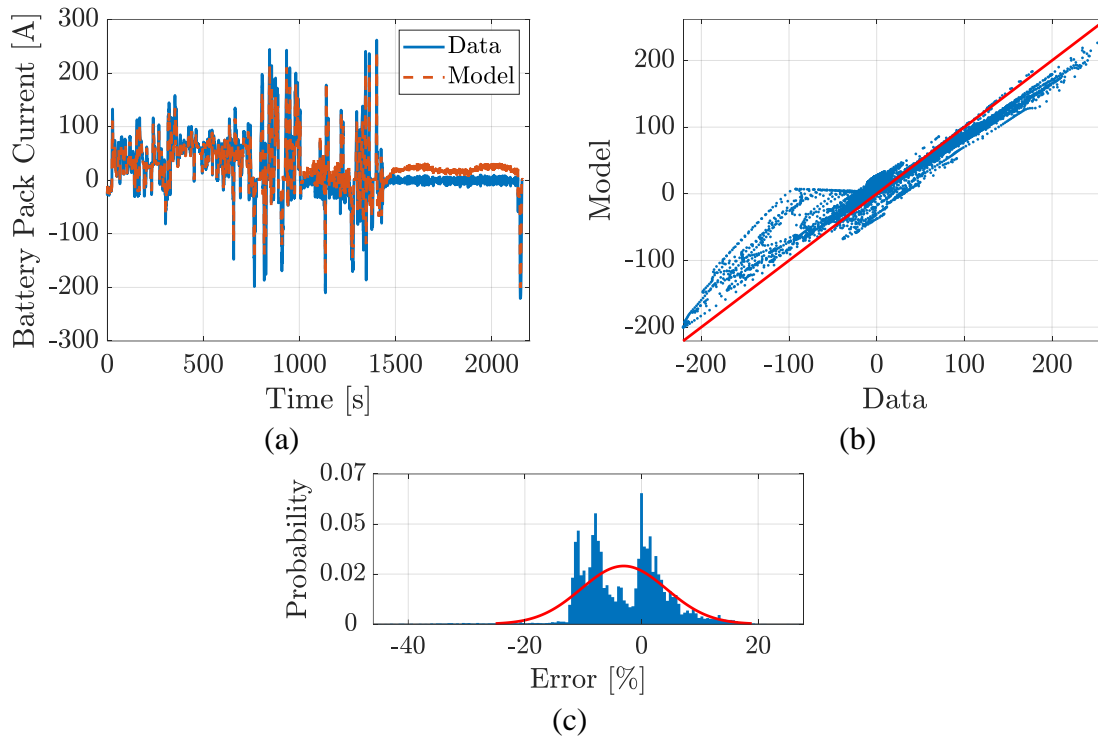 Battery Pack Current [A]
300
200
100
0
-100
-200
-300
0 500 1000 1500 2000
Time [s]
Data
Model
(a)
Model
200
100
0
-100
-200
-200 -100 0 100 200
Data
(b)
Probability
0.07
0.05
0.02
0
-40 -20 0 20
Error [%]
(c)